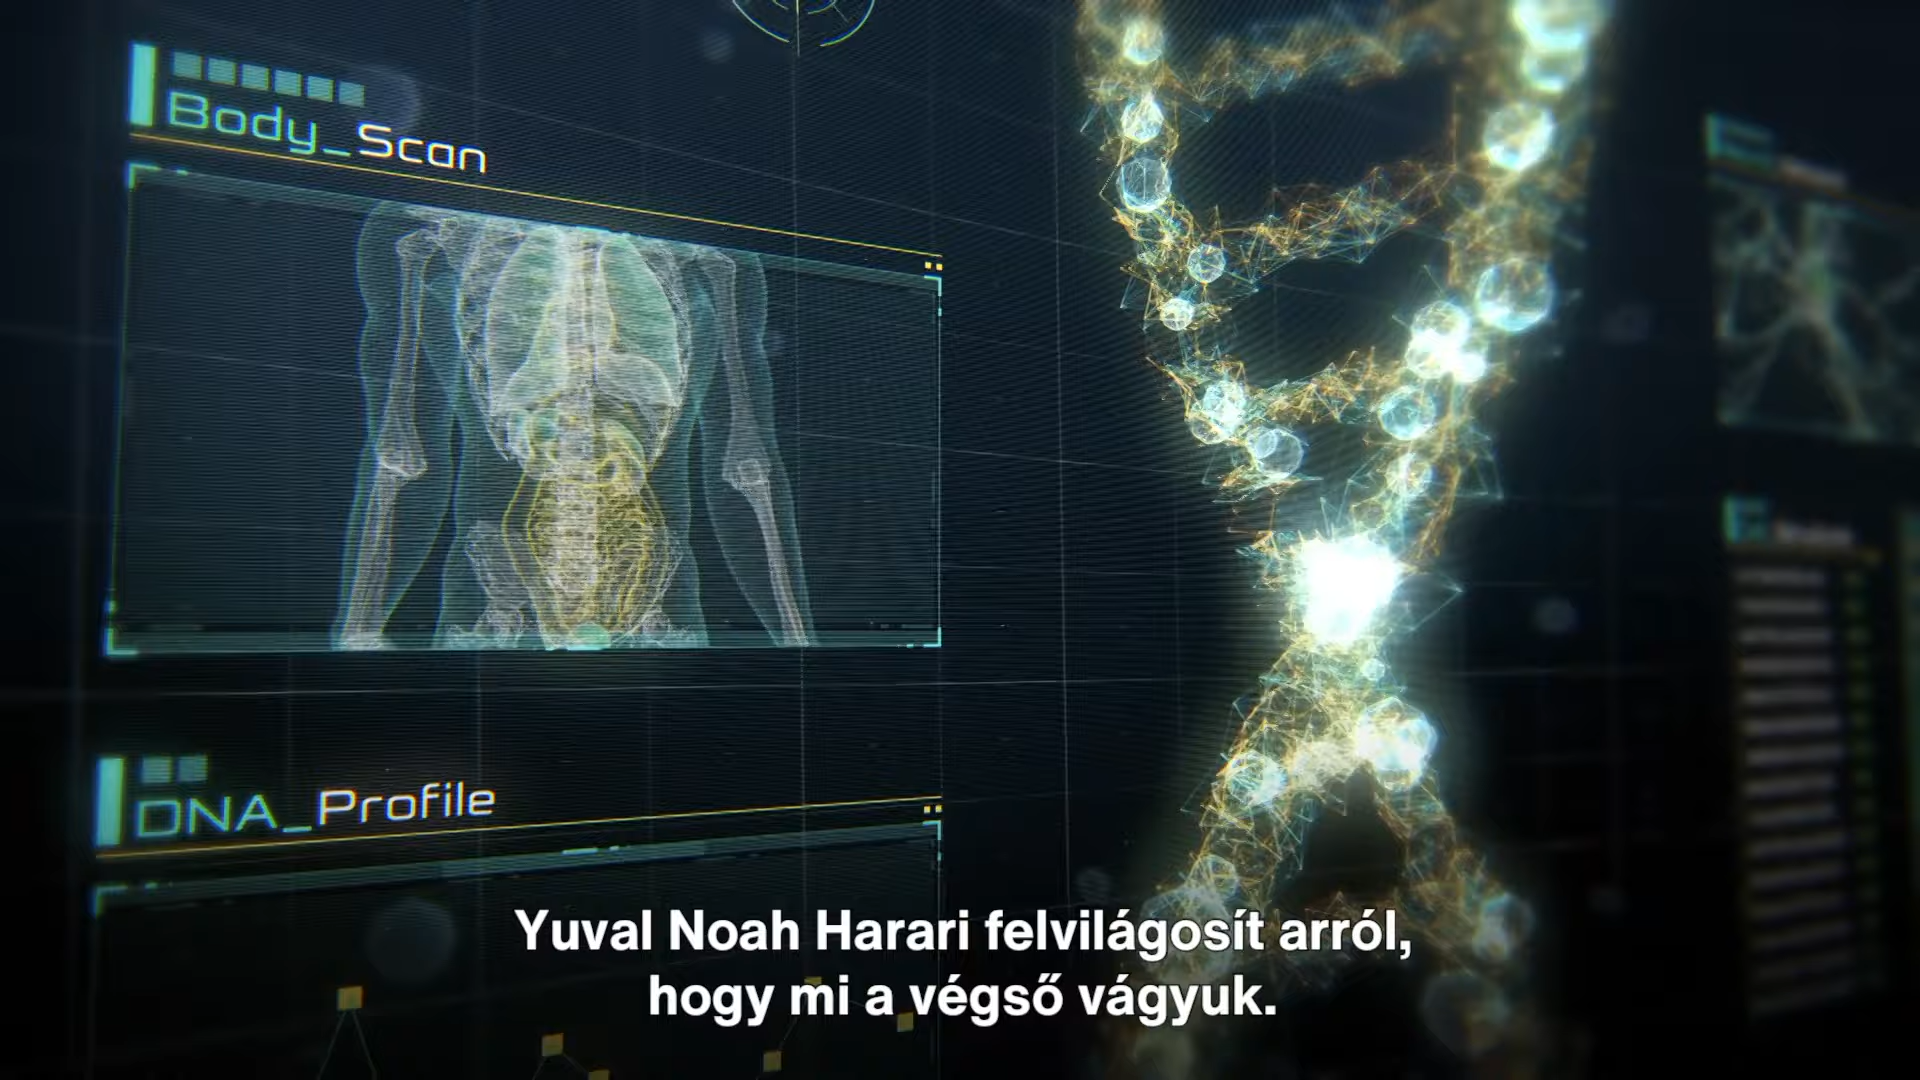 Body_Scan
DNA_Profile
Yuval Noah Harari felvilágosít arról,
hogy mi a végső vágyuk.